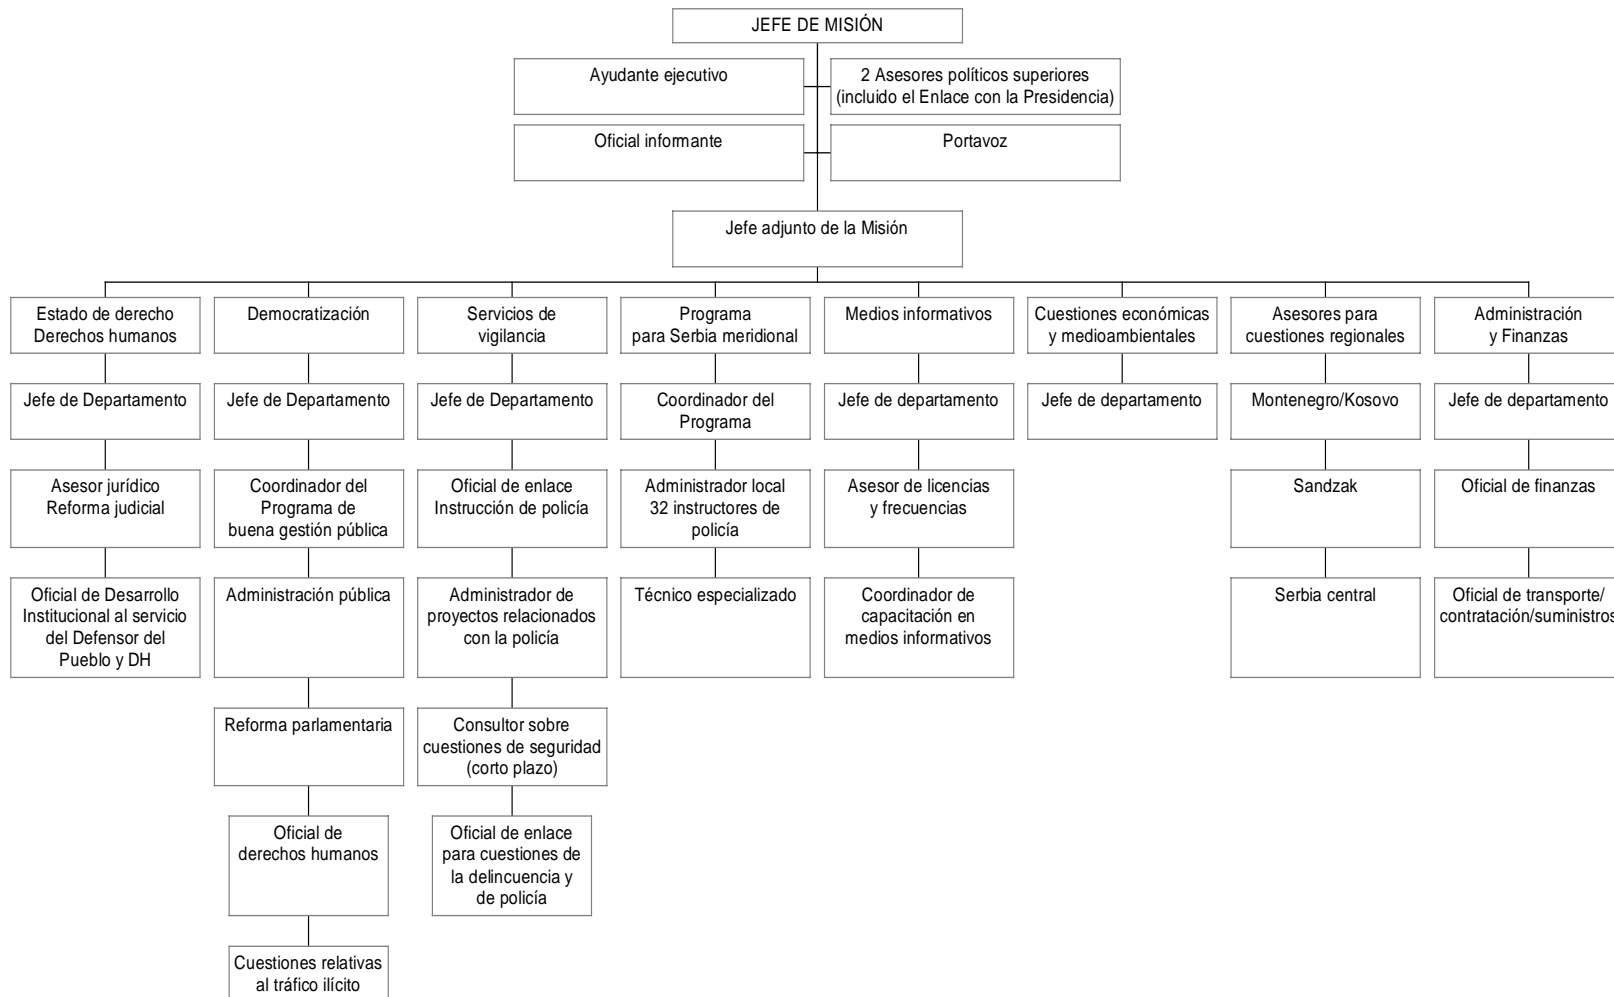 JEFE DE MISIÓN
Ayudante ejecutivo
2 Asesores políticos superiores
(incluido el Enlace con la Presidencia)
Oficial informante
Portavoz
Jefe adjunto de la Misión
Estado de derecho
Derechos humanos
Jefe de Departamento
Asesor jurídico
Reforma judicial
Oficial de Desarrollo
Institucional al servicio
del Defensor del
Pueblo y DH
Democratización
Jefe de Departamento
Coordinador del
Programa de
buena gestión pública
Administración pública
Reforma parlamentaria
Oficial de
derechos humanos
Cuestiones relativas
al tráfico ilícito
Servicios de
vigilancia
Jefe de Departamento
Oficial de enlace
Instrucción de policía
Administrador de
proyectos relacionados
con la policía
Consultor sobre
cuestiones de seguridad
(corto plazo)
Oficial de enlace
para cuestiones de
la delincuencia y
de policía
Programa
para Serbia meridional
Coordinador del
Programa
Administrador local
32 instructores de
policía
Técnico especializado
Medios informativos
Jefe de departamento
Asesor de licencias
y frecuencias
Coordinador de
capacitación en
medios informativos
Cuestiones económicas
y medioambientales
Jefe de departamento
Asesores para
cuestiones regionales
Montenegro/Kosovo
Sandzak
Serbia central
Administración
y Finanzas
Jefe de departamento
Oficial de finanzas
Oficial de transporte/
contratación/suministros